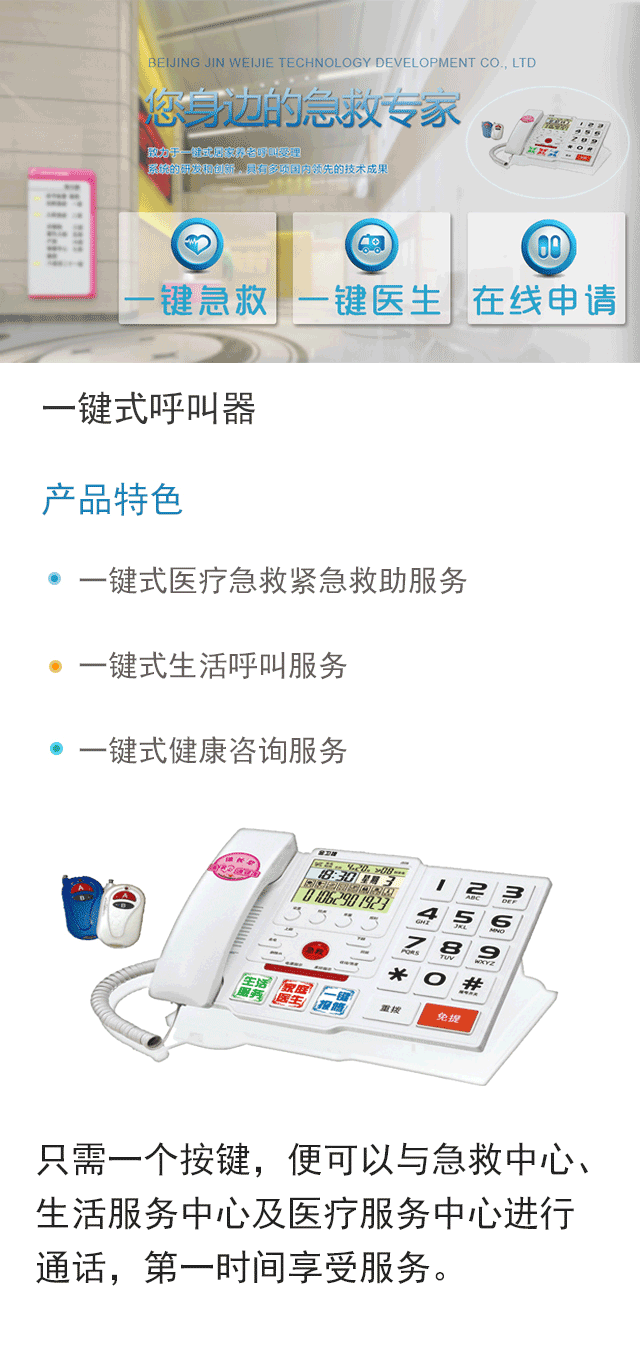 BEIJING JIN WEIJIE TECHNOLOGY DEVELOPMENT CO., LTD
您身边的急救专家
致力于一键式居家养老呼叫受理
系统的研发和创新，具有多项国内领先的技术成果
一键急救
一键医生
在线申请
一键式呼叫器
产品特色
一键式医疗急救紧急救助服务
一键式生活呼叫服务
一键式健康咨询服务
18:30 星期 3
01062901923
1 2 ABC 3 DEF
4 GHI 5 JKL 6 MNO
7 PQRS 8 TUV 9 WXYZ
* 0 #
急救
生活服务
家庭医生
一键报修
重拨
免提
A
B
A
B
只需一个按键，便可以与急救中心、
生活服务中心及医疗服务中心进行
通话，第一时间享受服务。